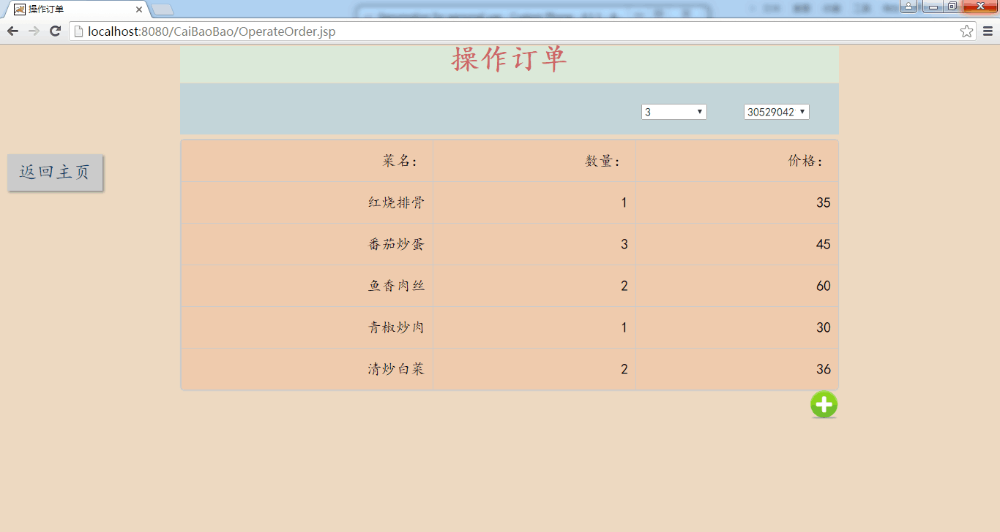 操作订单
localhost:8080/CaiBaoBao/OperateOrder.jsp
操作订单
3 30529042
返回主页
菜名： 数量： 价格：
红烧排骨 1 35
番茄炒蛋 3 45
鱼香肉丝 2 60
青椒炒肉 1 30
清炒白菜 2 36